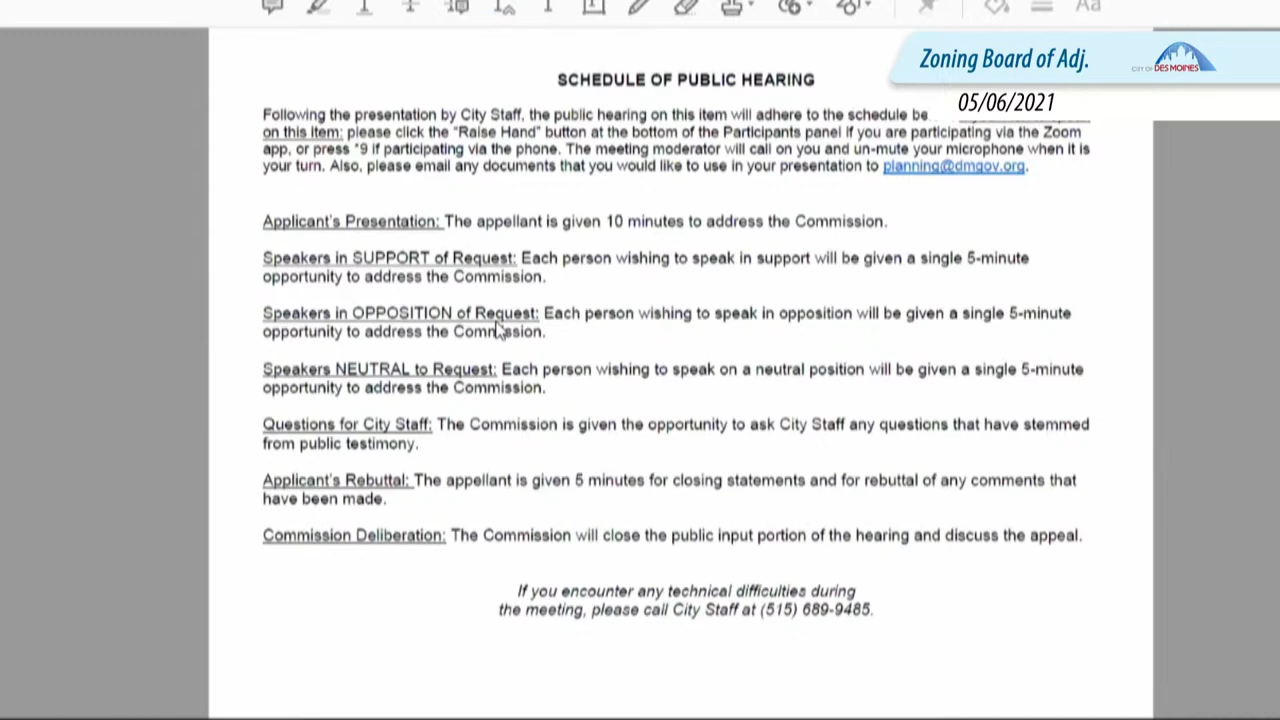 Aa
Zoning Board of Adj.
CITY OF DES MOINES
05/06/2021
SCHEDULE OF PUBLIC HEARING
Following the presentation by City Staff, the public hearing on this item will adhere to the schedule be
on this item: please click the "Raise Hand" button at the bottom of the Participants panel if you are participating via the Zoom
app, or press *9 if participating via the phone. The meeting moderator will call on you and un-mute your microphone when it is
your turn. Also, please email any documents that you would like to use in your presentation to planning@dmgov.org.
Applicant's Presentation: The appellant is given 10 minutes to address the Commission.
Speakers in SUPPORT of Request: Each person wishing to speak in support will be given a single 5-minute
opportunity to address the Commission.
Speakers in OPPOSITION of Request: Each person wishing to speak in opposition will be given a single 5-minute
opportunity to address the Commission.
Speakers NEUTRAL to Request: Each person wishing to speak on a neutral position will be given a single 5-minute
opportunity to address the Commission.
Questions for City Staff: The Commission is given the opportunity to ask City Staff any questions that have stemmed
from public testimony.
Applicant's Rebuttal: The appellant is given 5 minutes for closing statements and for rebuttal of any comments that
have been made.
Commission Deliberation: The Commission will close the public input portion of the hearing and discuss the appeal.
If you encounter any technical difficulties during
the meeting, please call City Staff at (515) 689-9485.